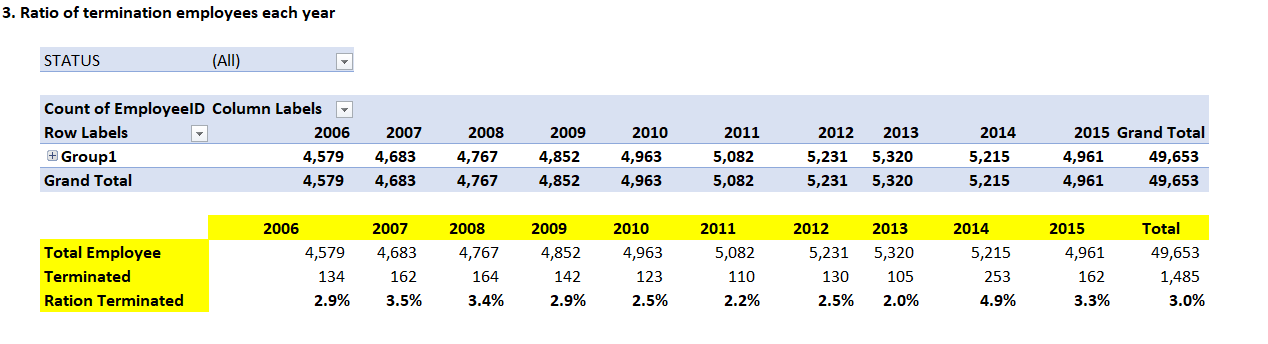 3. Ratio of termination employees each year
STATUS (All)
Count of EmployeeID Column Labels
Row Labels 2006 2007 2008 2009 2010 2011 2012 2013 2014 2015 Grand Total
Group1 4,579 4,683 4,767 4,852 4,963 5,082 5,231 5,320 5,215 4,961 49,653
Grand Total 4,579 4,683 4,767 4,852 4,963 5,082 5,231 5,320 5,215 4,961 49,653
2006 2007 2008 2009 2010 2011 2012 2013 2014 2015 Total
Total Employee 4,579 4,683 4,767 4,852 4,963 5,082 5,231 5,320 5,215 4,961 49,653
Terminated 134 162 164 142 123 110 130 105 253 162 1,485
Ration Terminated 2.9% 3.5% 3.4% 2.9% 2.5% 2.2% 2.5% 2.0% 4.9% 3.3% 3.0%